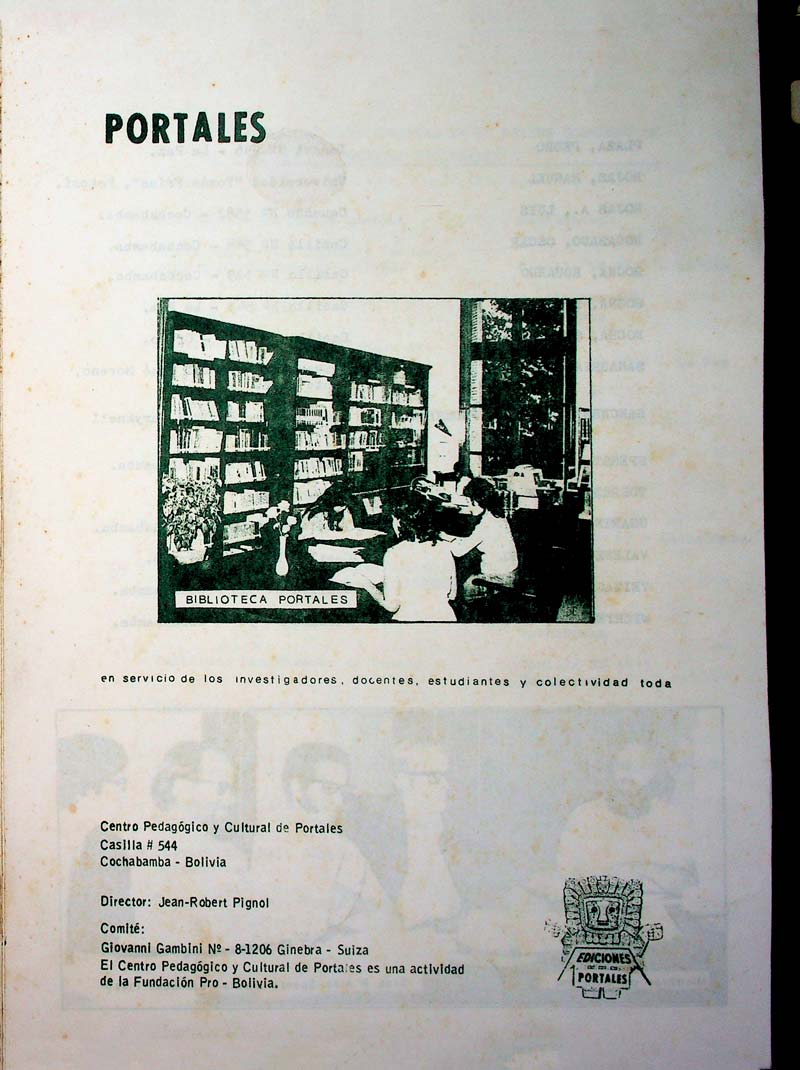 PORTALES
BIBLIOTECA PORTALES
en servicio de los investigadores, docentes, estudiantes y colectividad toda
Centro Pedagógico y Cultural de Portales
Casilla # 544
Cochabamba - Bolivia
Director: Jean-Robert Pignol
Comité:
Giovanni Gambini Nº - 8-1206 Ginebra - Suiza
El Centro Pedagógico y Cultural de Portales es una actividad
de la Fundación Pro - Bolivia.
EDICIONES
PORTALES